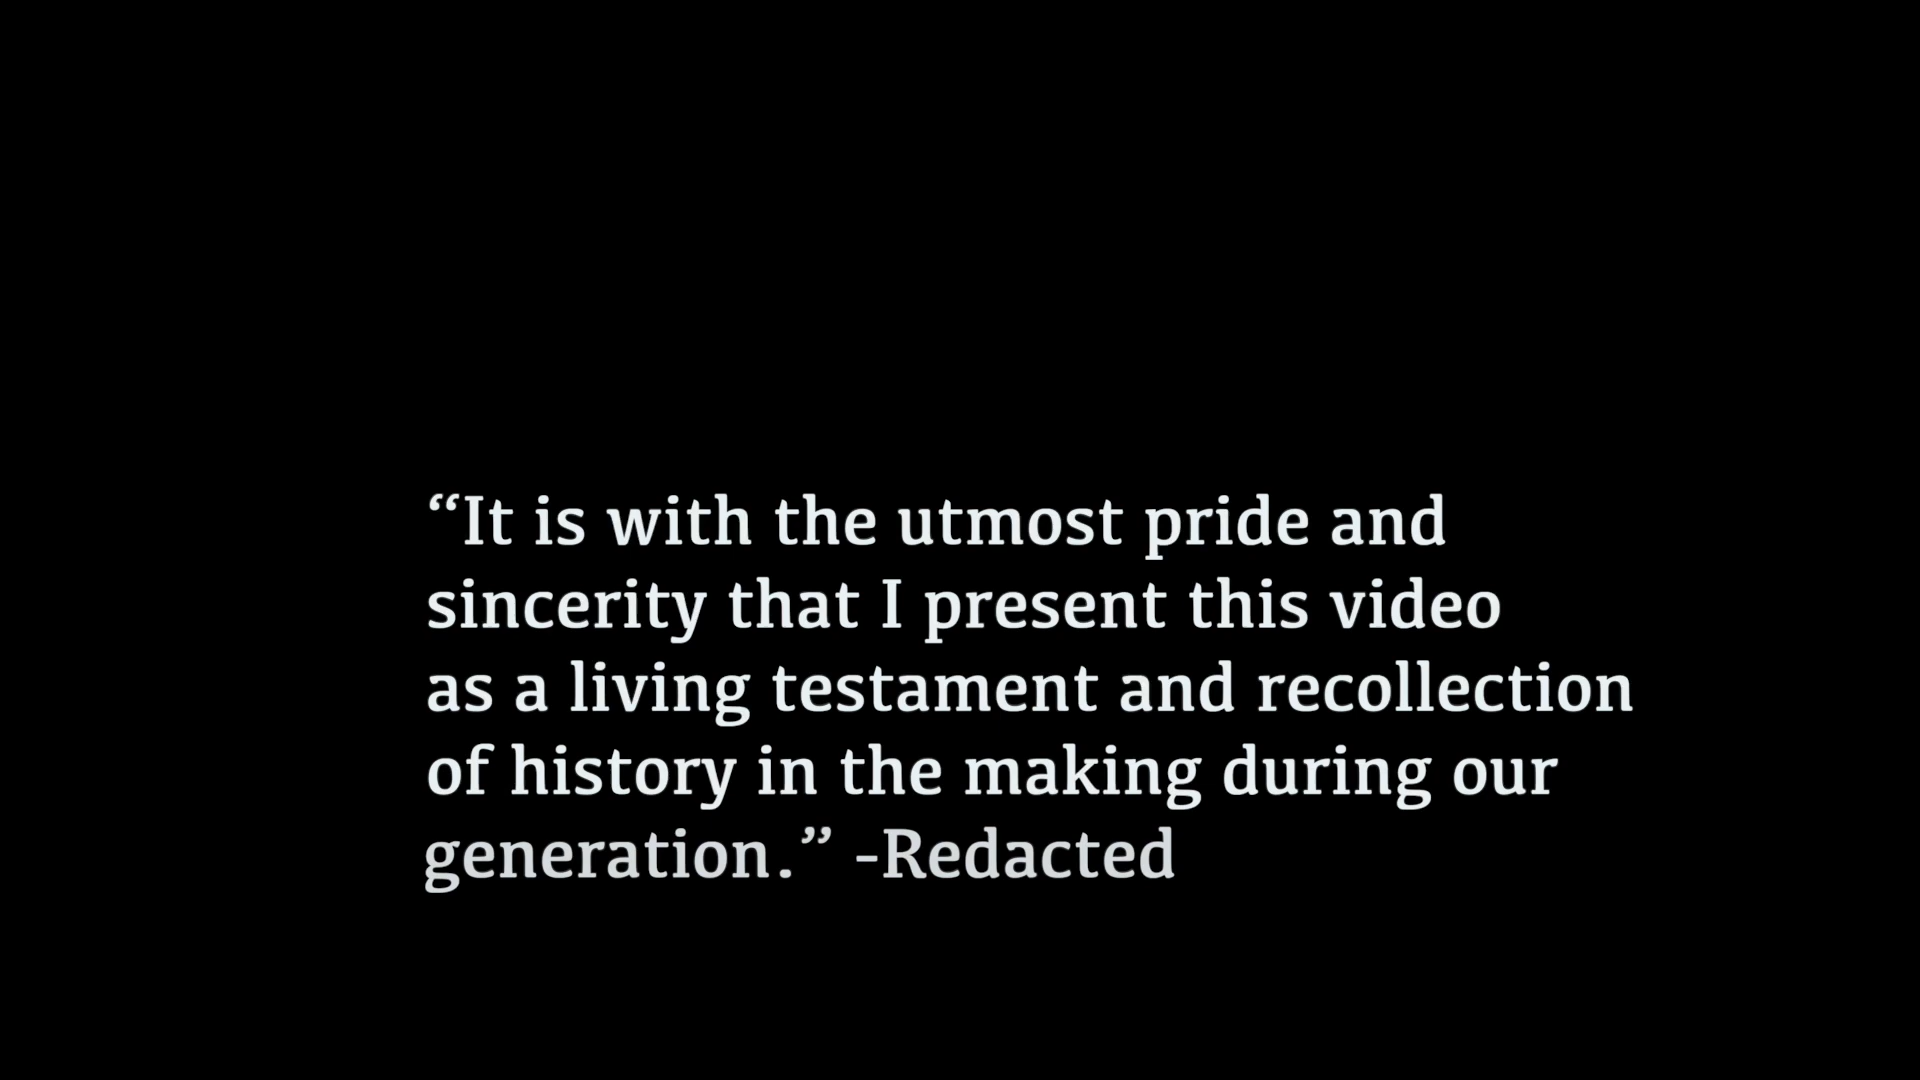 “It is with the utmost pride and
sincerity that I present this video
as a living testament and recollection
of history in the making during our
generation.” -Redacted